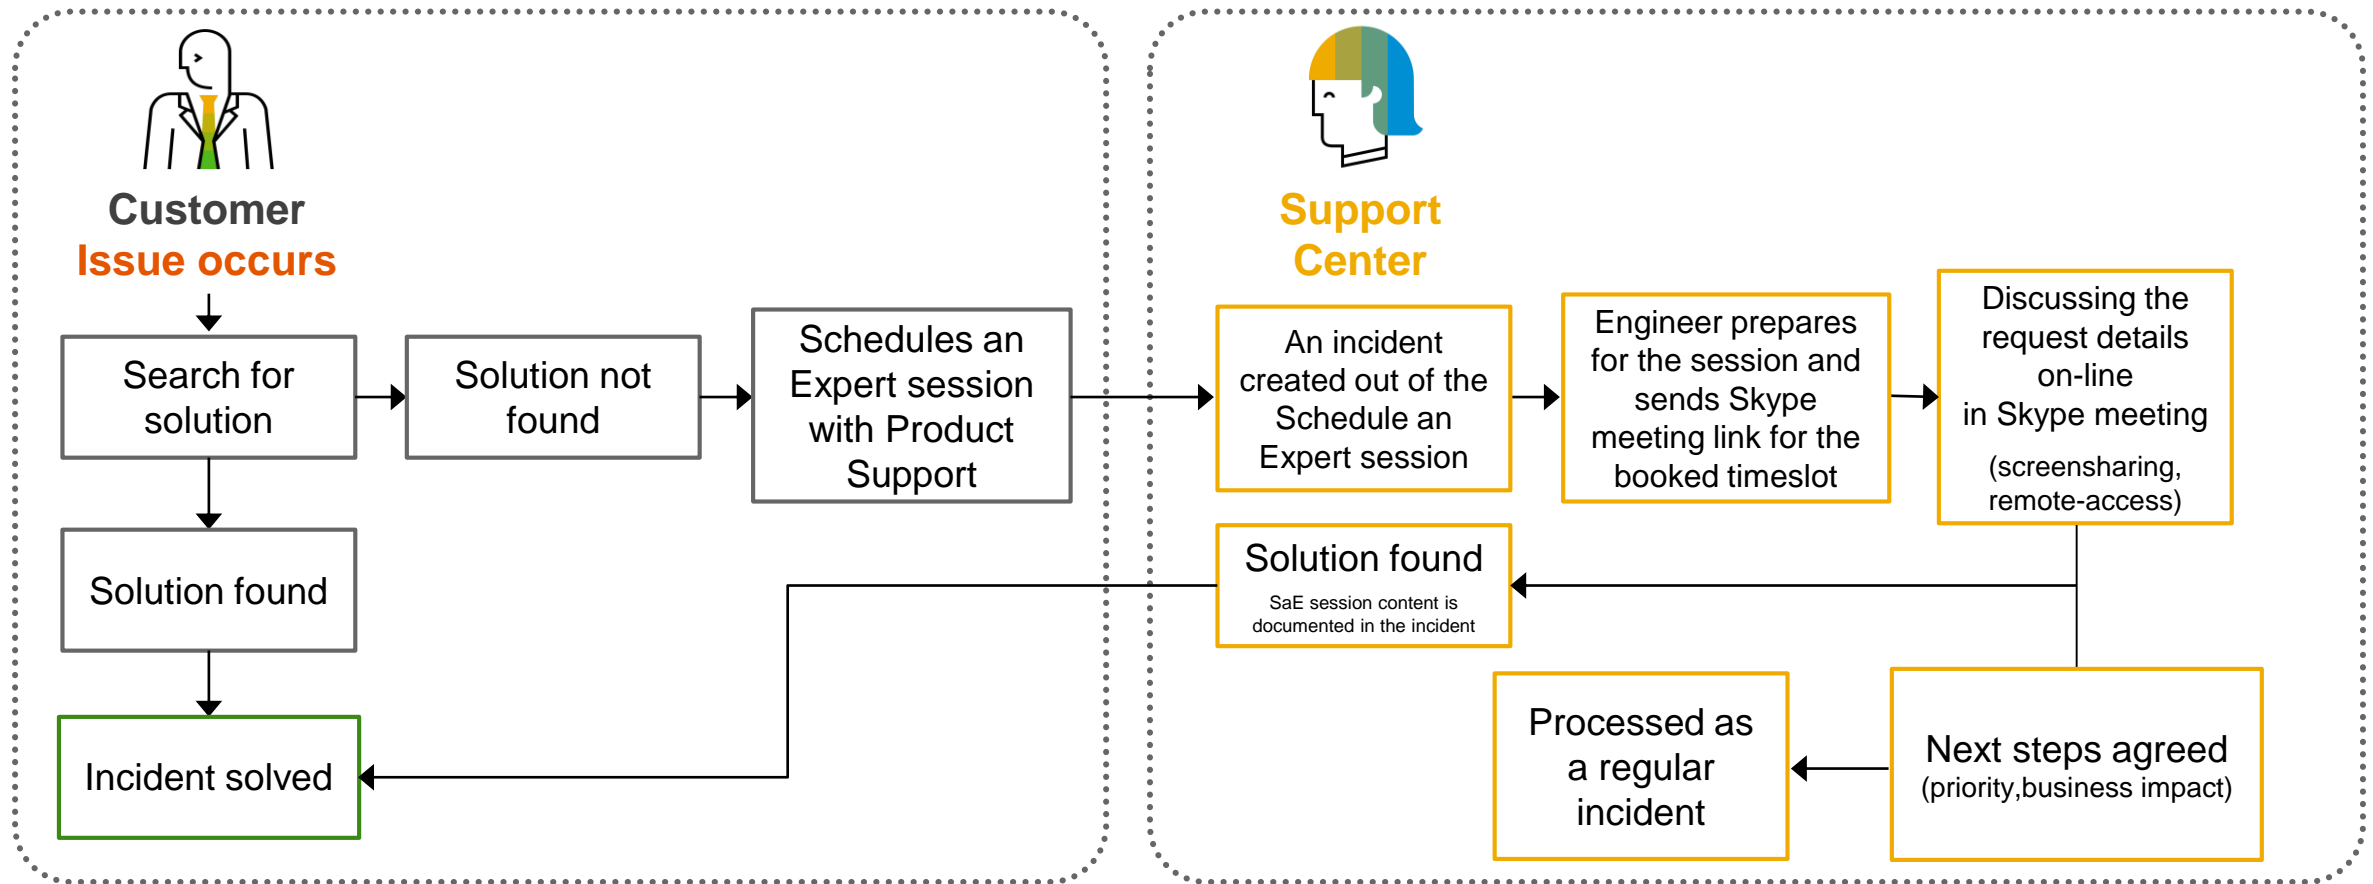 Customer
Issue occurs
Search for
solution
Solution not
found
Schedules an
Expert session
with Product
Support
Solution found
Incident solved
Support
Center
An incident
created out of the
Schedule an
Expert session
Engineer prepares
for the session and
sends Skype
meeting link for the
booked timeslot
Discussing the
request details
on-line
in Skype meeting
(screensharing,
remote-access)
Solution found
SaE session content is
documented in the incident
Processed as
a regular
incident
Next steps agreed
(priority,business impact)